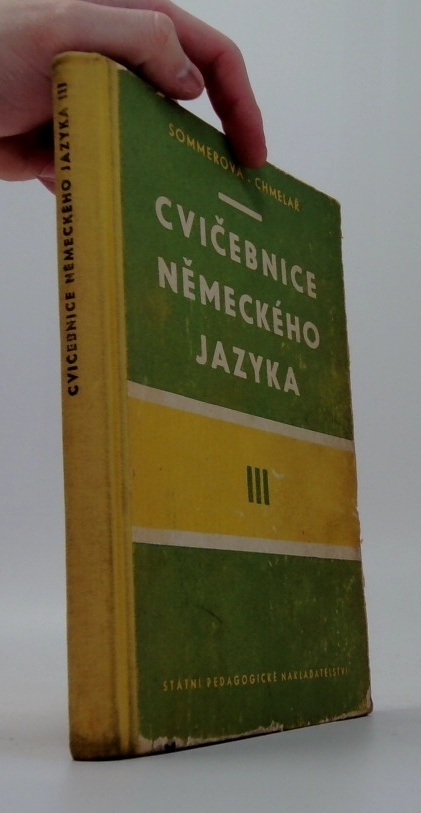 CVIČEBNICE NĚMECKÉHO JAZYKA III
SOMMEROVÁ - CHMELAŘ
CVIČEBNICE
NĚMECKÉHO
JAZYKA
III
STÁTNÍ PEDAGOGICKÉ NAKLADATELSTVÍ